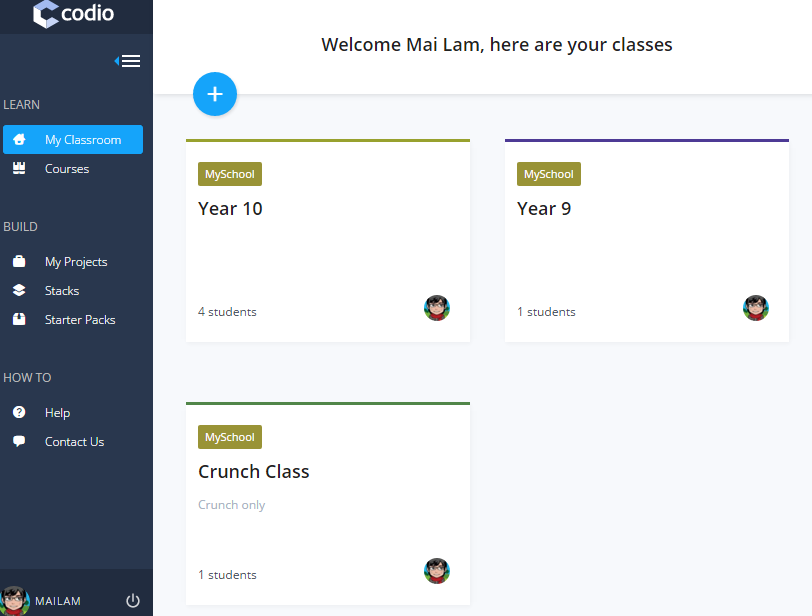 codio
LEARN
My Classroom
Courses
BUILD
My Projects
Stacks
Starter Packs
HOW TO
Help
Contact Us
MAILAM
Welcome Mai Lam, here are your classes
+
MySchool
Year 10
4 students
MySchool
Year 9
1 students
MySchool
Crunch Class
Crunch only
1 students